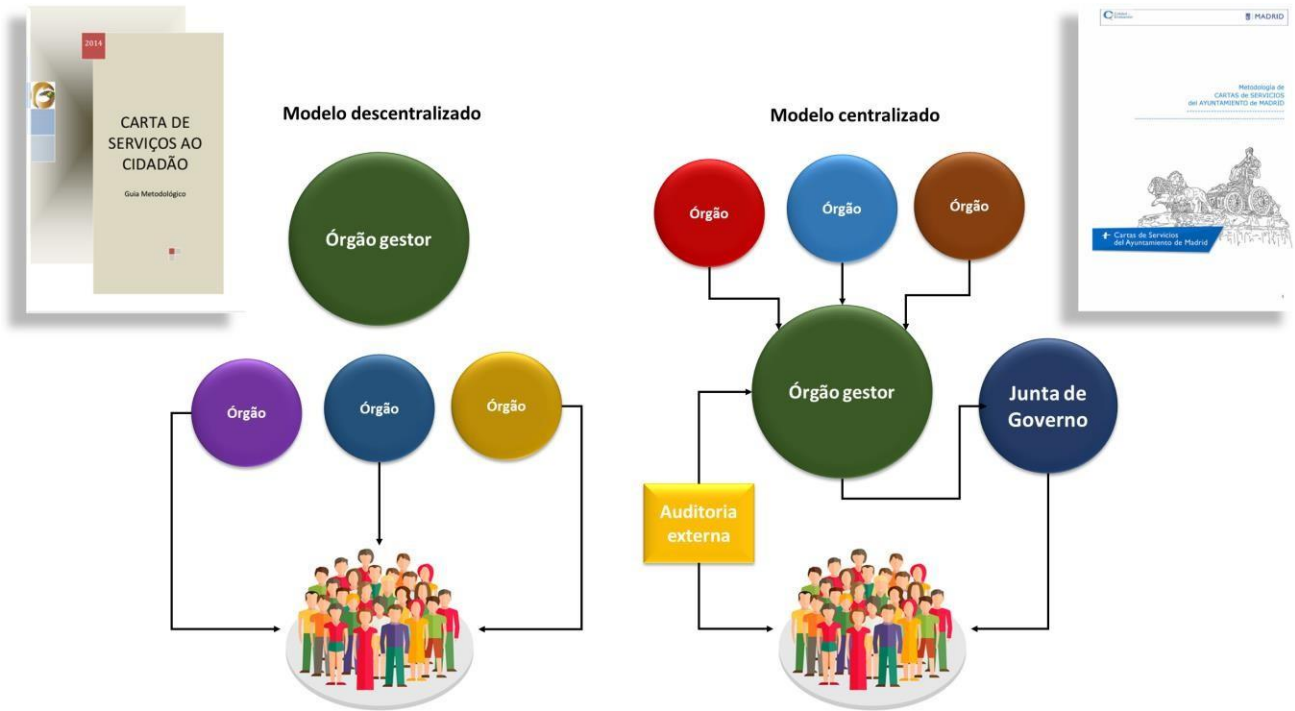 2014
CARTA DE
SERVIÇOS AO
CIDADÃO
Guia Metodológico
Modelo descentralizado
Órgão gestor
Órgão
Órgão
Órgão
Modelo centralizado
Órgão
Órgão
Órgão
Órgão gestor
Junta de
Governo
Auditoria
externa
MADRID
Metodología de
CARTAS de SERVICIOS
del AYUNTAMIENTO de MADRID
Cartas de Servicios
del Ayuntamiento de Madrid